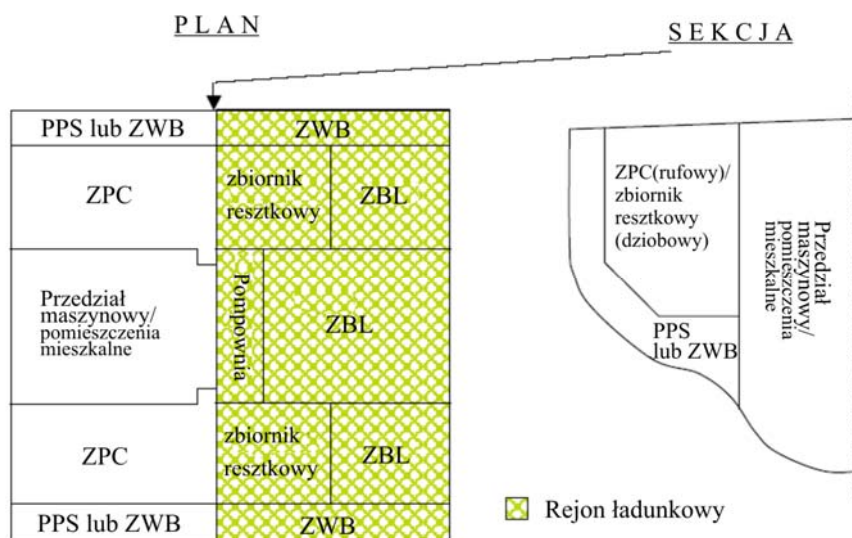 PLAN
SEKCJA
PPS lub ZWB
ZWB
ZPC
zbiornik
resztkowy
ZBL
Przedział
maszynowy/
pomieszczenia
mieszkalne
Pompownia
ZBL
ZPC
zbiornik
resztkowy
ZBL
PPS lub ZWB
ZWB
ZPC(rufowy)/
zbiornik
resztkowy
(dziobowy)
Przedział
maszynowy/
pomieszczenia
mieszkalne
PPS
lub ZWB
Rejon ładunkowy